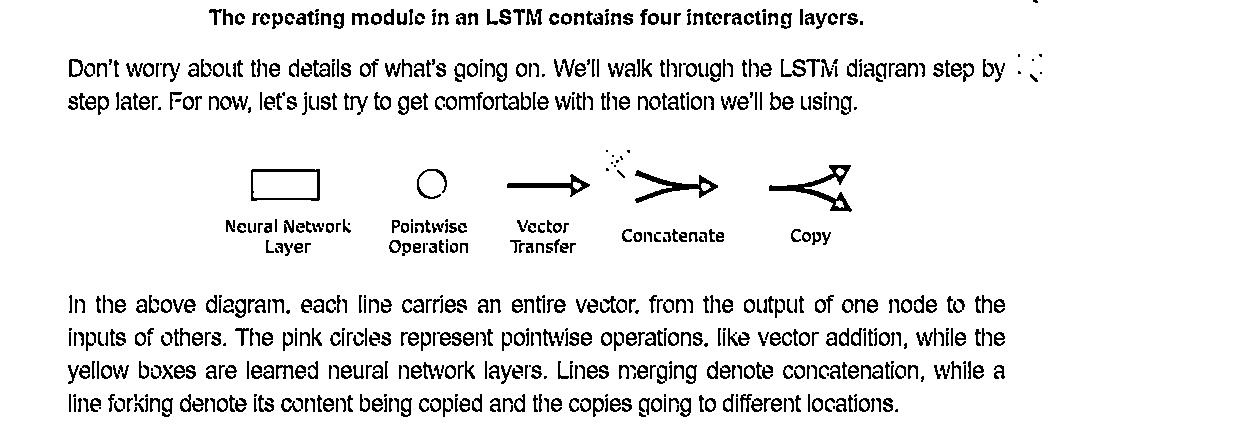 The repeating module in an LSTM contains four interacting layers.
Don't worry about the details of what's going on. We'll walk through the LSTM diagram step by
step later. For now, let's just try to get comfortable with the notation we'll be using.
Neural Network
Layer
Pointwise
Operation
Vector
Transfer
Concatenate
Copy
In the above diagram, each line carries an entire vector, from the output of one node to the
inputs of others. The pink circles represent pointwise operations, like vector addition, while the
yellow boxes are learned neural network layers. Lines merging denote concatenation, while a
line forking denote its content being copied and the copies going to different locations.